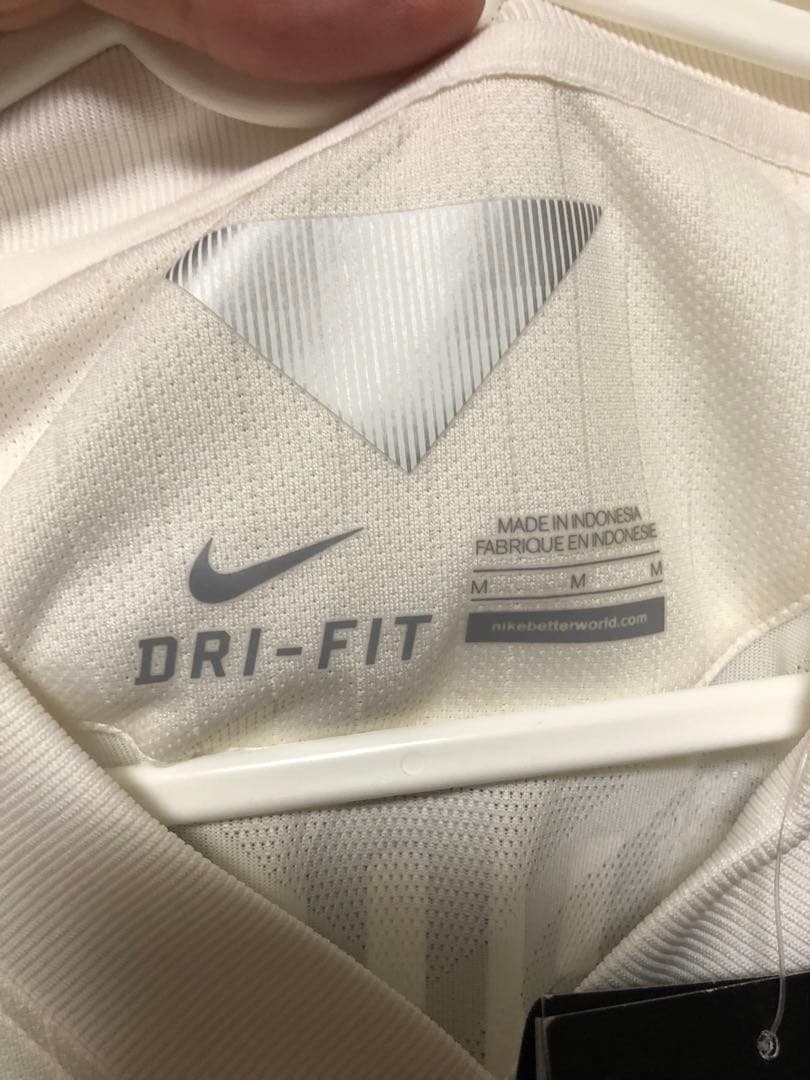 DRI-FIT
MADE IN INDONESIA
FABRIQUE EN INDONESIE
M M M
nikebetterworld.com